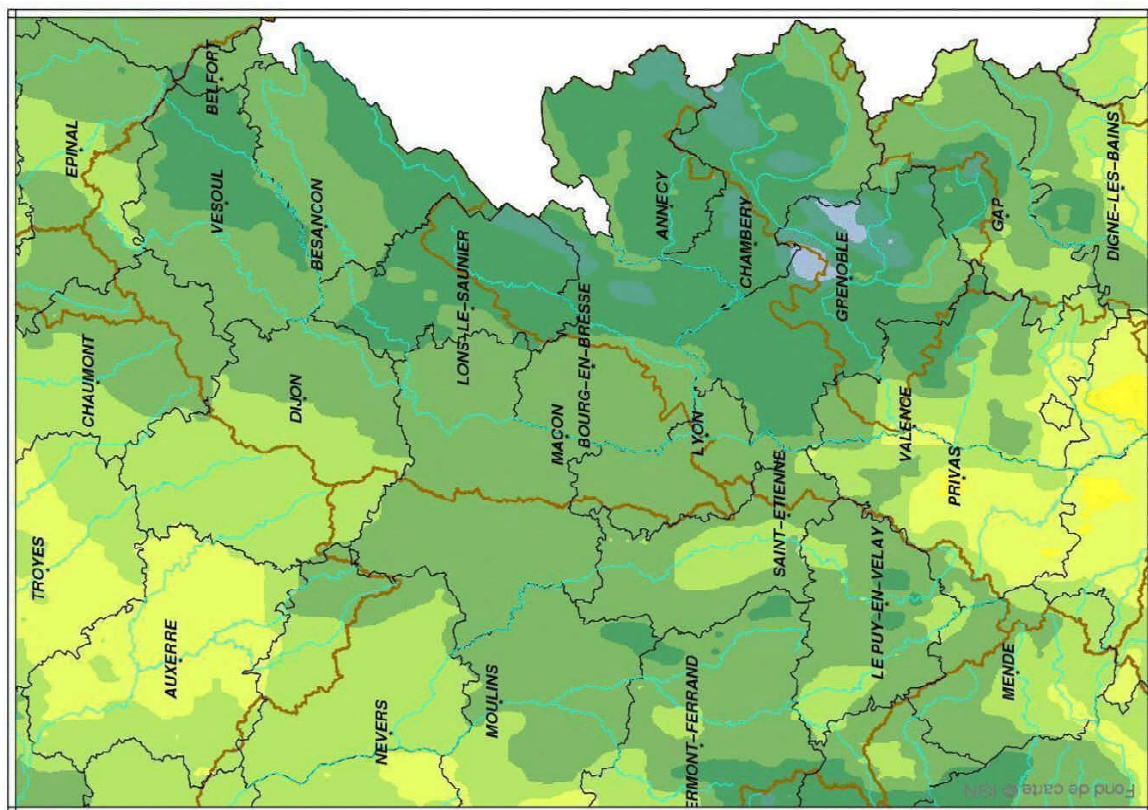 EPINAL
BELFORT
VESOUL
BESANCON
CHAUMONT
DIJON
TROYES
AUXERRE
NEVERS
MOULINS
LONS-LE-SAUNIER
MACON
BOURG-EN-BRESSE
LYON
ANNECY
CHAMBERY
GRENOBLE
GAP
DIGNE-LES-BAINS
VALENCE
PRIVAS
SAINT-ETIENNE
LE PUY-EN-VELAY
MENDE
ERMONT-FERRAND
Fond de carte © IGN